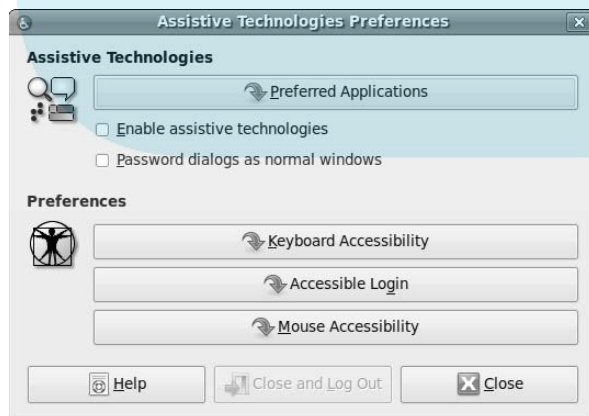 Assistive Technologies Preferences
Assistive Technologies
Preferred Applications
Enable assistive technologies
Password dialogs as normal windows
Preferences
Keyboard Accessibility
Accessible Login
Mouse Accessibility
Help
Close and Log Out
Close